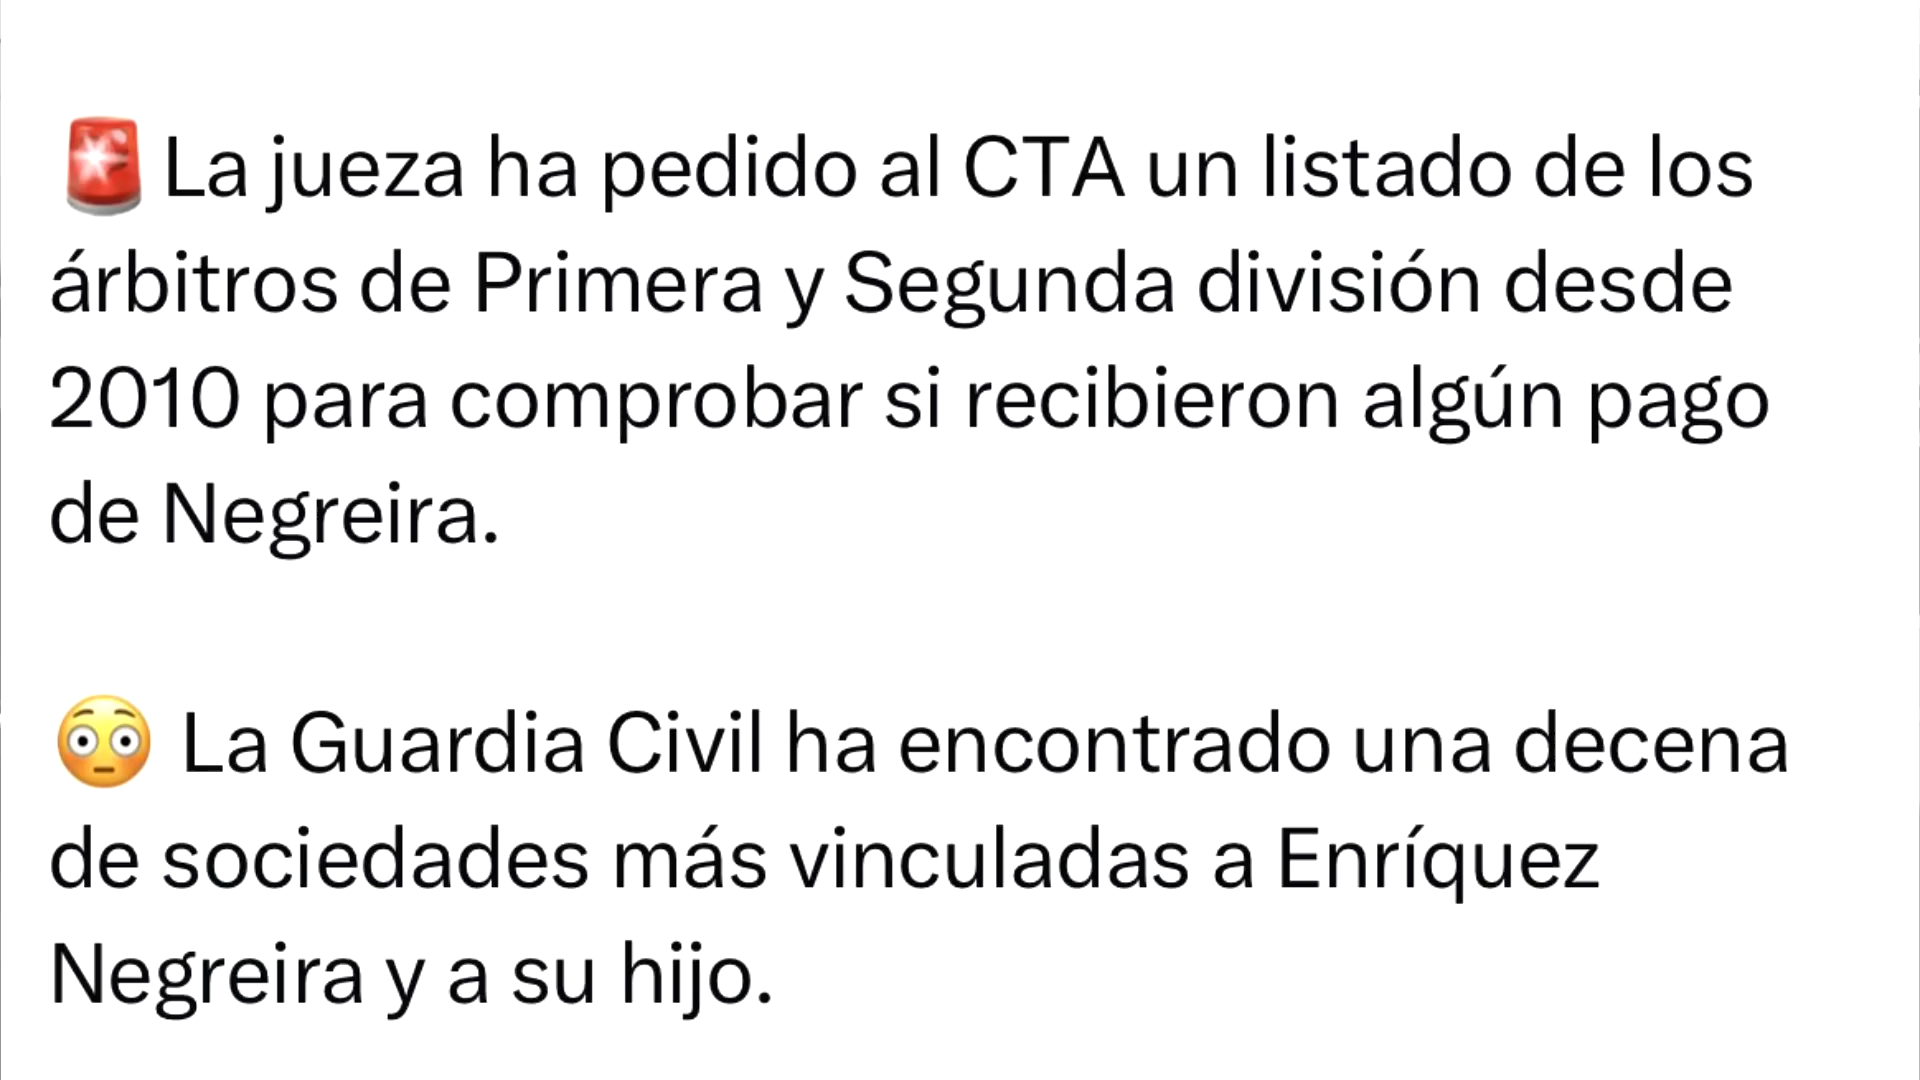 🚨 La jueza ha pedido al CTA un listado de los
árbitros de Primera y Segunda división desde
2010 para comprobar si recibieron algún pago
de Negreira.
😳 La Guardia Civil ha encontrado una decena
de sociedades más vinculadas a Enríquez
Negreira y a su hijo.